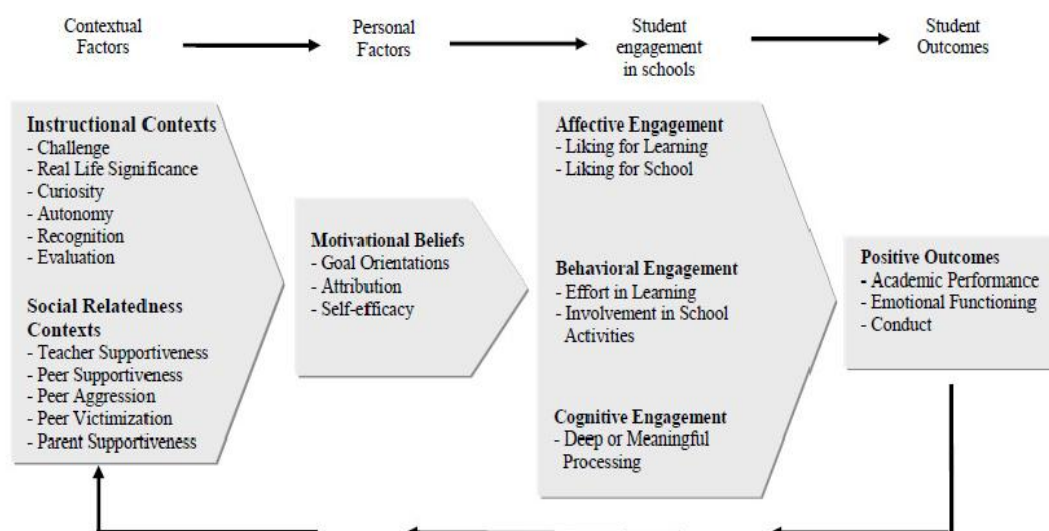 Contextual
Factors
Personal
Factors
Student
engagement
in schools
Student
Outcomes
Instructional Contexts
- Challenge
- Real Life Significance
- Curiosity
- Autonomy
- Recognition
- Evaluation
Social Relatedness
Contexts
- Teacher Supportiveness
- Peer Supportiveness
- Peer Aggression
- Peer Victimization
- Parent Supportiveness
Motivational Beliefs
- Goal Orientations
- Attribution
- Self-efficacy
Affective Engagement
- Liking for Learning
- Liking for School
Behavioral Engagement
- Effort in Learning
- Involvement in School
Activities
Cognitive Engagement
- Deep or Meaningful
Processing
Positive Outcomes
- Academic Performance
- Emotional Functioning
- Conduct